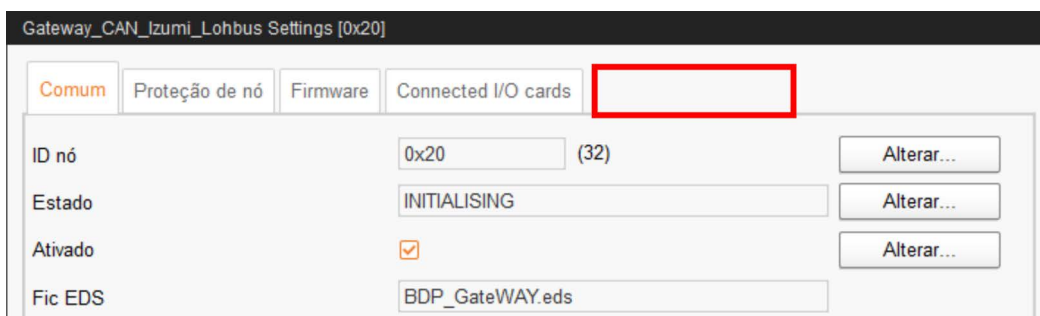 Gateway_CAN_Izumi_Lohbus Settings [0x20]
Comum Proteção de nó Firmware Connected I/O cards
ID nó 0x20 (32) Alterar...
Estado INITIALISING Alterar...
Ativado Alterar...
Fic EDS BDP_GateWAY.eds